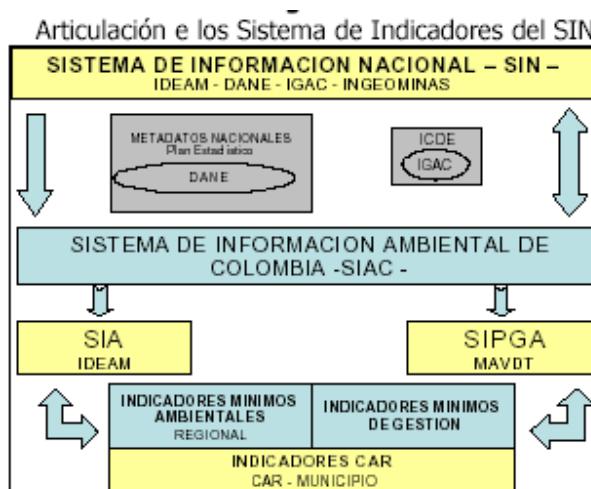 Articulación e los Sistema de Indicadores del SIN
SISTEMA DE INFORMACION NACIONAL – SIN –
IDEAM - DANE - IGAC - INGEOMINAS
METADATOS NACIONALES
Plan Estadístico
DANE
ICDE
IGAC
SISTEMA DE INFORMACION AMBIENTAL DE
COLOMBIA -SIAC -
SIA
IDEAM
SIPGA
MAVDT
INDICADORES MINIMOS
AMBIENTALES
REGIONAL
INDICADORES MINIMOS
DE GESTION
INDICADORES CAR
CAR - MUNICIPIO